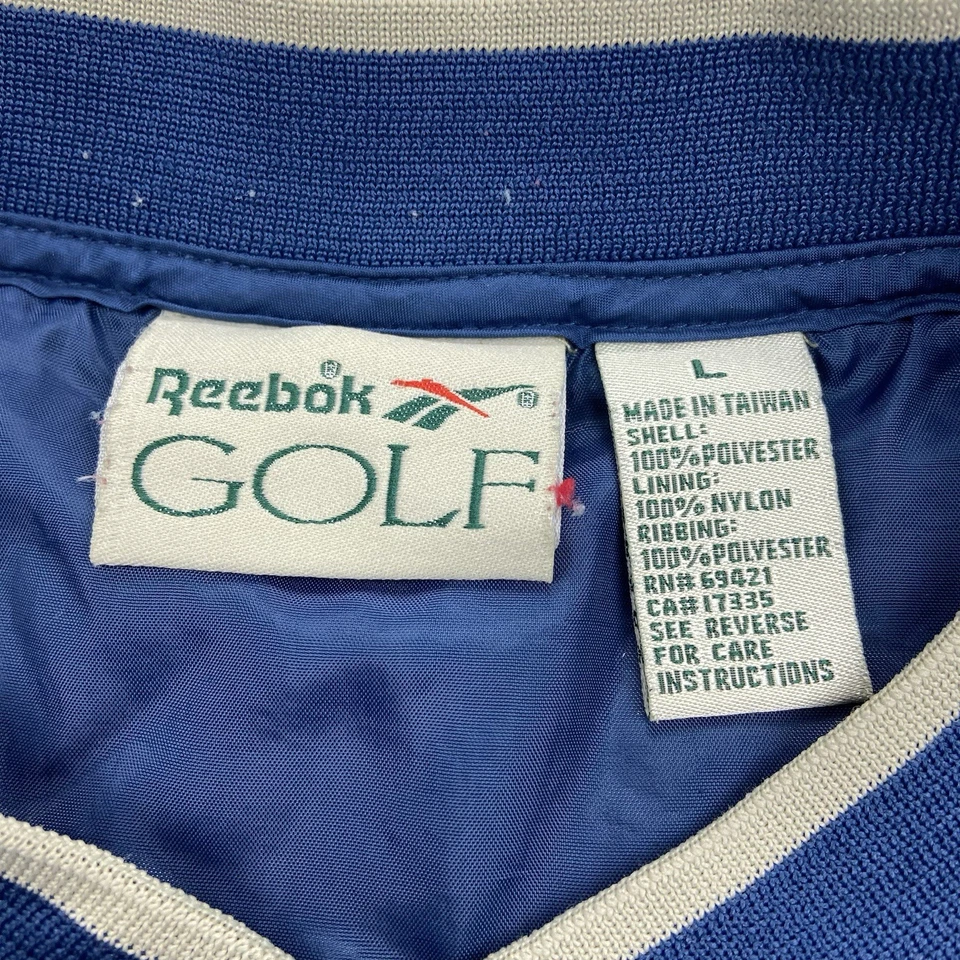 Reebok
GOLF
L
MADE IN TAIWAN
SHELL:
100% POLYESTER
LINING:
100% NYLON
RIBBING:
100% POLYESTER
RN# 69421
CA# 17335
SEE REVERSE
FOR CARE
INSTRUCTIONS